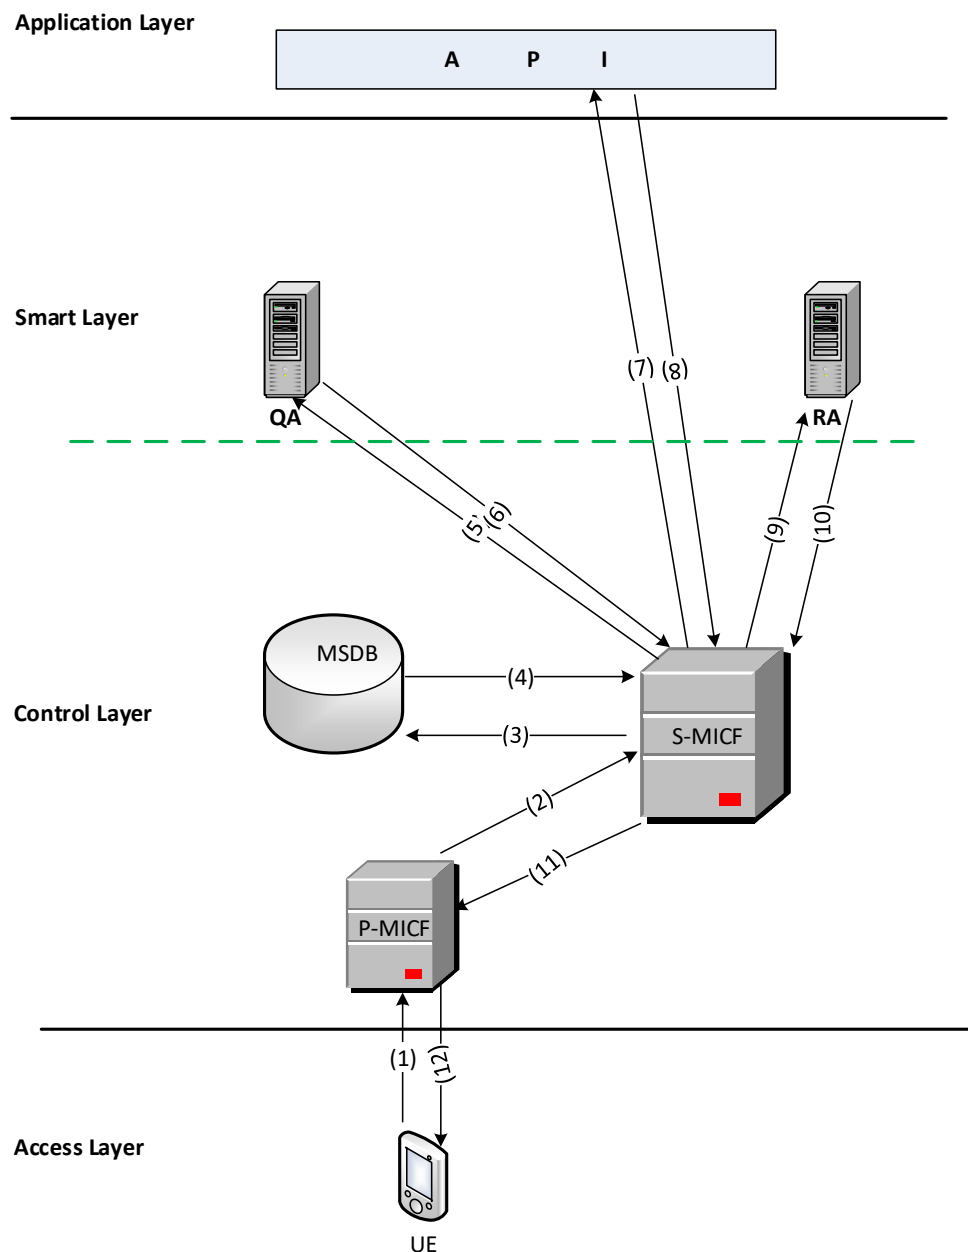 Application Layer
A P I
Smart Layer
QA
RA
(7)
(8)
(5)
(6)
(9)
(10)
MSDB
(4)
Control Layer
(3)
S-MICF
(2)
(11)
P-MICF
(1)
(12)
Access Layer
UE